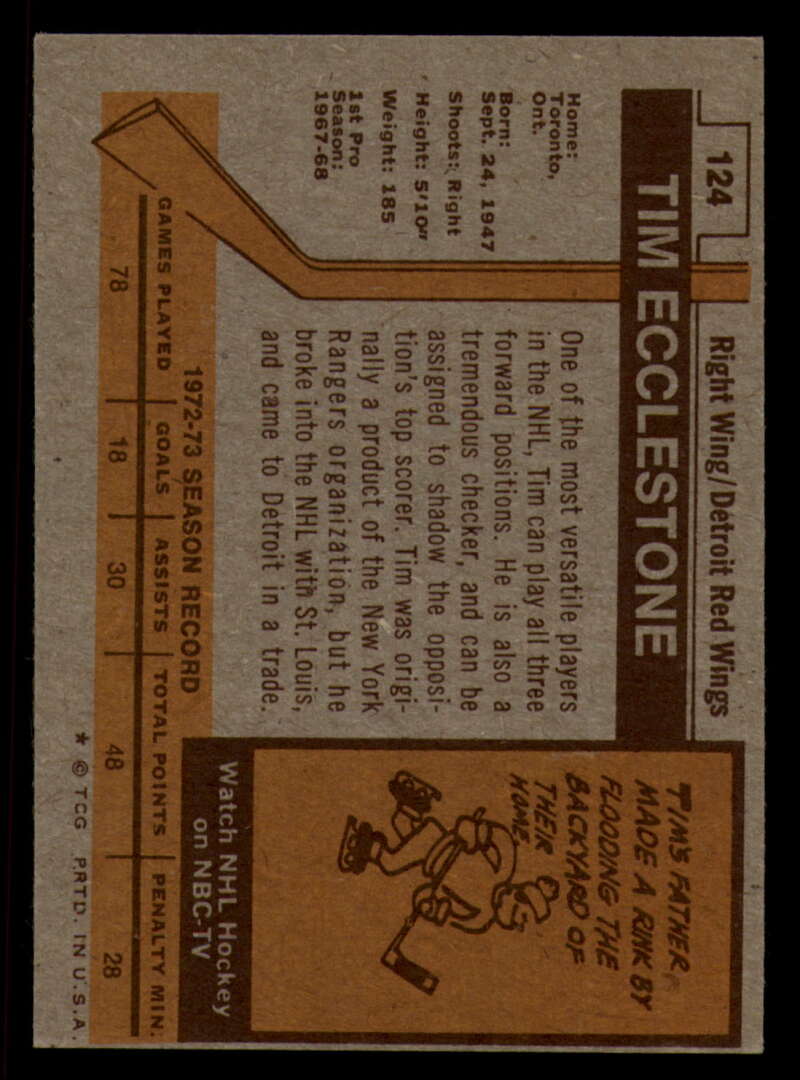 124
Right Wing/Detroit Red Wings
TIM ECCLESTONE
Home:
Toronto,
Ont.
Born:
Sept. 24, 1947
Shoots: Right
Height: 5'10"
Weight: 185
1st Pro
Season:
1967-68
One of the most versatile players
in the NHL, Tim can play all three
forward positions. He is also a
tremendous checker, and can be
assigned to shadow the opposi-
tion's top scorer. Tim was origi-
nally a product of the New York
Rangers organization, but he
broke into the NHL with St. Louis,
and came to Detroit in a trade.
TIM'S FATHER
MADE A RINK BY
FLOODING THE
BACKYARD OF
THEIR
HOME
Watch NHL Hockey
on NBC-TV
1972-73 SEASON RECORD
GAMES PLAYED GOALS ASSISTS TOTAL POINTS PENALTY MIN.
78 18 30 48 28
* © TCG PRTD. IN U.S.A.